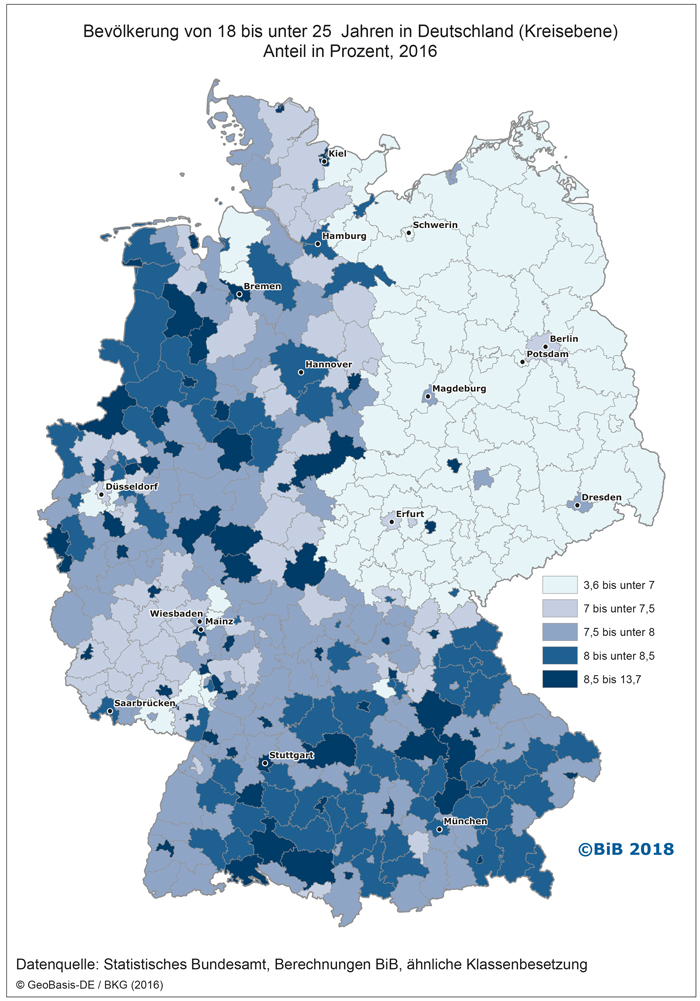 Bevölkerung von 18 bis unter 25  Jahren in Deutschland (Kreisebene)
Anteil in Prozent, 2016
Kiel
Schwerin
Hamburg
Bremen
Berlin
Potsdam
Hannover
Magdeburg
Düsseldorf
Dresden
Erfurt
3,6 bis unter 7
7 bis unter 7,5
7,5 bis unter 8
8 bis unter 8,5
8,5 bis 13,7
Wiesbaden
Mainz
Saarbrücken
Stuttgart
München
©BiB 2018
Datenquelle: Statistisches Bundesamt, Berechnungen BiB, ähnliche Klassenbesetzung
© GeoBasis-DE / BKG (2016)